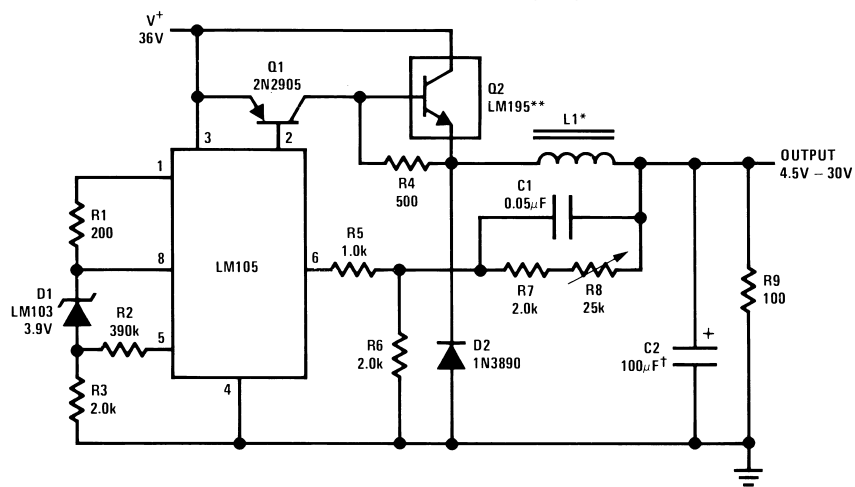 V+
36V
Q1
2N2905
Q2
LM195**
L1*
OUTPUT
4.5V – 30V
3
2
R4
500
C1
0.05μF
1
R1
200
8
LM105
6
R5
1.0k
R7
2.0k
R8
25k
R9
100
D1
LM103
3.9V
R2
390k
5
R6
2.0k
D2
1N3890
C2
100μF†
+
R3
2.0k
4